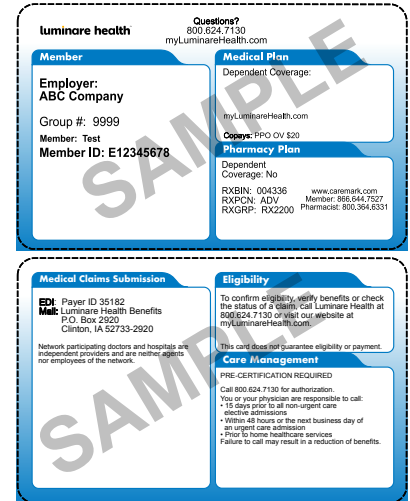 luminare health
Questions?
800.624.7130
myLuminareHealth.com
Member
Employer:
ABC Company
Group #: 9999
Member: Test
Member ID: E12345678
Medical Plan
Dependent Coverage:
myLuminareHealth.com
Copays: PPO OV $20
Pharmacy Plan
Dependent
Coverage: No
RXBIN: 004336
RXPCN: ADV
RXGRP: RX2200
www.caremark.com
Member: 866.644.7527
Pharmacist: 800.364,6331
SAMPLE
Medical Claims Submission
EDI: Payer ID 35182
Mail: Luminare Health Benefits
P.O. Box 2920
Clinton, IA 52733-2920
Network participating doctors and hospitals are
independent providers and are neither agents
nor employees of the network.
Eligibility
To confirm eligibility, verify benefits or check
the status of a claim, call Luminare Health at
800.624.7130 or visit our website at
myLuminareHealth.com.
This card does not guarantee eligibility or payment.
Care Management
PRE-CERTIFICATION REQUIRED
Call 800.624.7130 for authorization.
You or your physician are responsible to call:
• 15 days prior to all non-urgent care
elective admissions
• Within 48 hours or the next business day of
an urgent care admission
• Prior to home healthcare services
Failure to call may result in a reduction of benefits.
SAMPLE